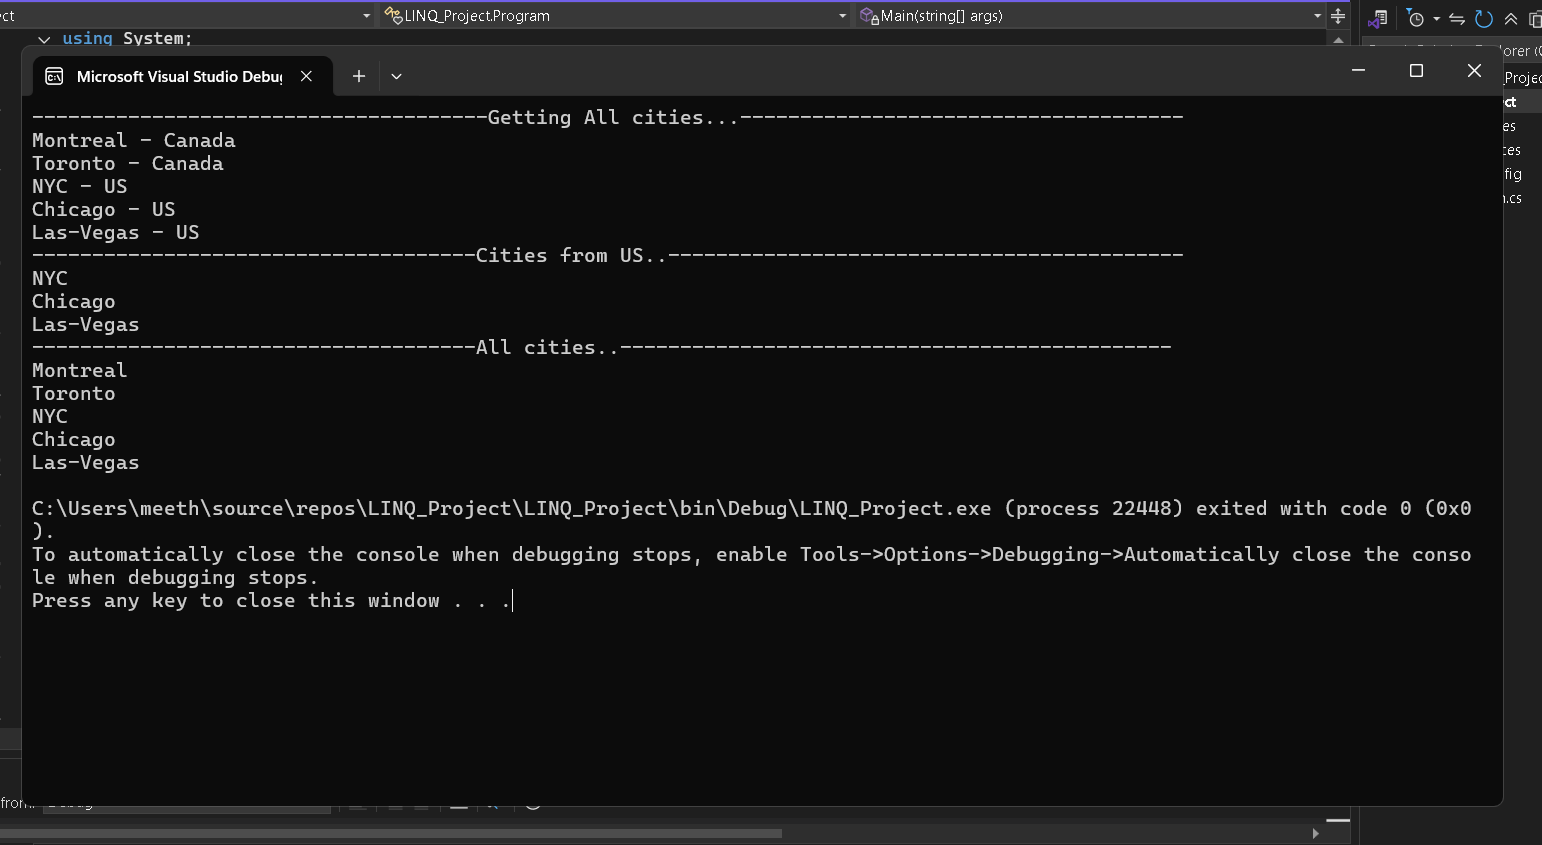 ct LINQ_Project.Program Main(string[] args)
using System;
Microsoft Visual Studio Debu
--------------------------------------Getting All cities...-------------------------------------
Montreal - Canada
Toronto - Canada
NYC - US
Chicago - US
Las-Vegas - US
-------------------------------------Cities from US..-------------------------------------------
NYC
Chicago
Las-Vegas
-------------------------------------All cities..----------------------------------------------
Montreal
Toronto
NYC
Chicago
Las-Vegas
C:\Users\meeth\source\repos\LINQ_Project\LINQ_Project\bin\Debug\LINQ_Project.exe (process 22448) exited with code 0 (0x0
).
To automatically close the console when debugging stops, enable Tools->Options->Debugging->Automatically close the conso
le when debugging stops.
Press any key to close this window . . .
orer (
_Projec
ct
es
ces
fig
.cs
from: